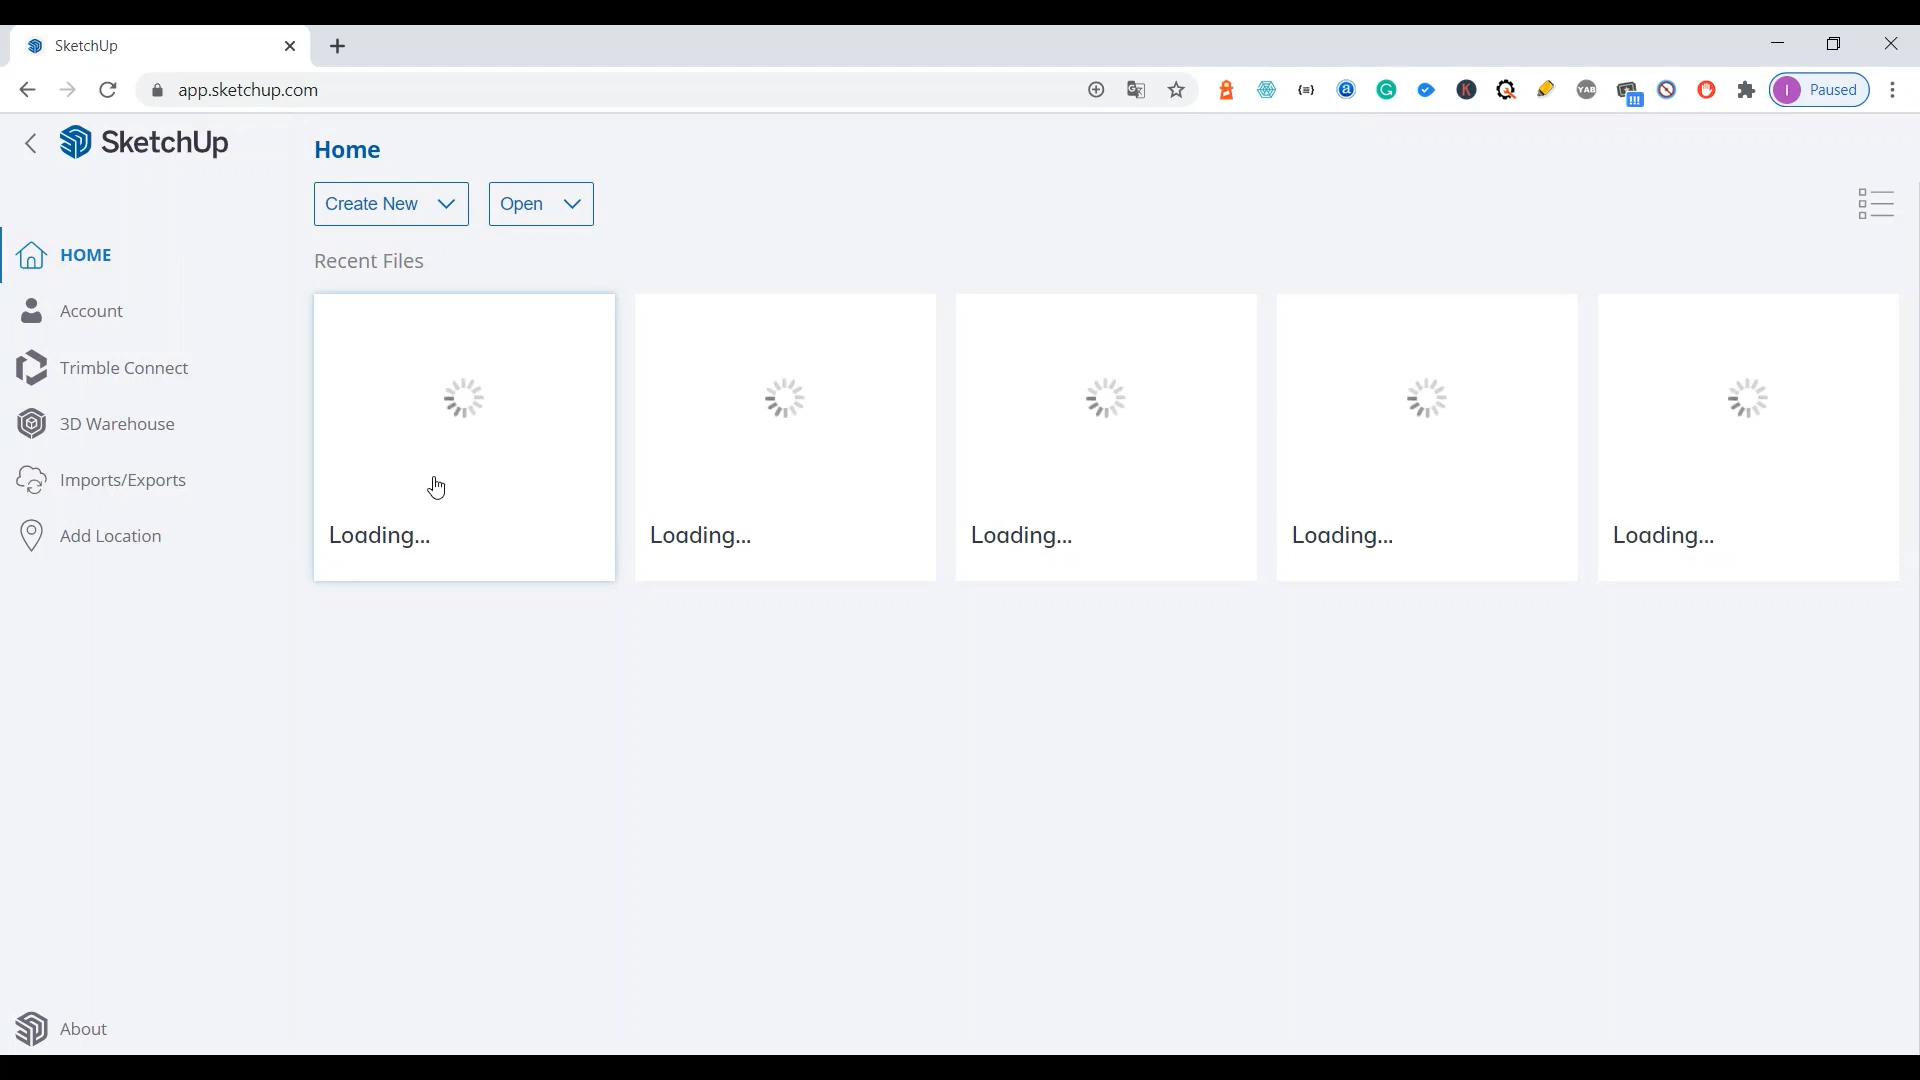 SketchUp
app.sketchup.com
Paused
SketchUp
Home
Create New
Open
Recent Files
HOME
Account
Trimble Connect
3D Warehouse
Imports/Exports
Add Location
Loading...
Loading...
Loading...
Loading...
Loading...
About